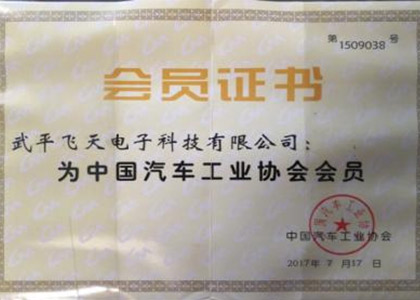 第1509038号
会员证书
武平飞天电子科技有限公司：
为中国汽车工业协会会员
中国汽车工业协会
2017年7月17日